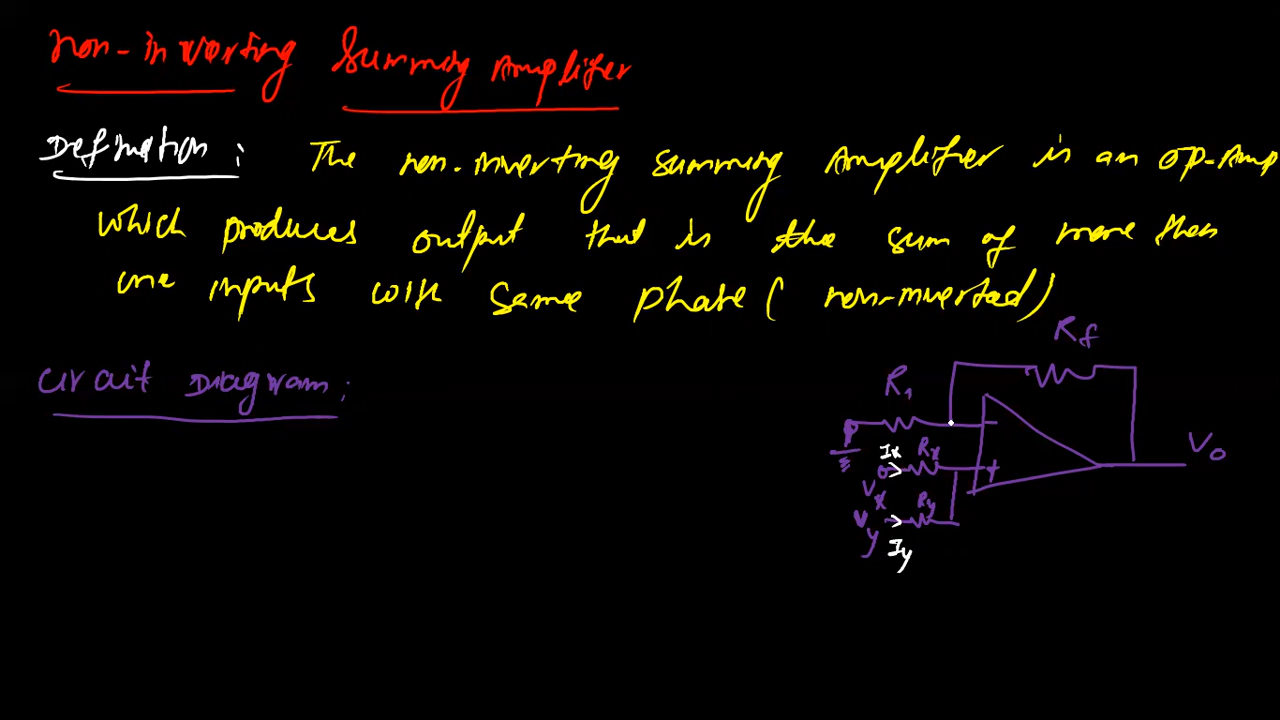 Non-inverting Summing Amplifier
Defination : The non-inverting summing Amplifier is an op-Amp
which produces output that is the sum of more then
one inputs with same phase ( non-inverted)
Circuit Diagram :
Rf
R1
Vo
Ix Rx
- +
Vx
Ry
Vy
Iy